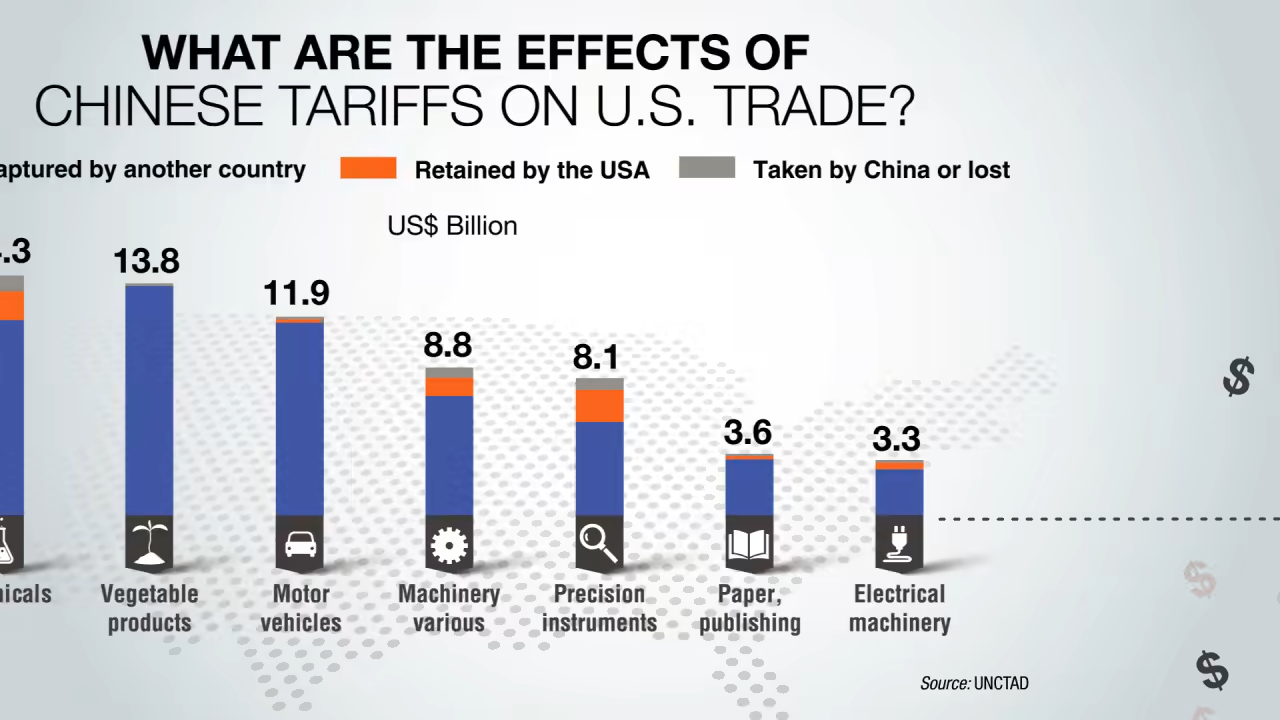 WHAT ARE THE EFFECTS OF
CHINESE TARIFFS ON U.S. TRADE?
aptured by another country Retained by the USA Taken by China or lost
US$ Billion
.3 13.8 11.9 8.8 8.1 3.6 3.3
nicals Vegetable products Motor vehicles Machinery various Precision instruments Paper, publishing Electrical machinery
Source: UNCTAD
$
$
$